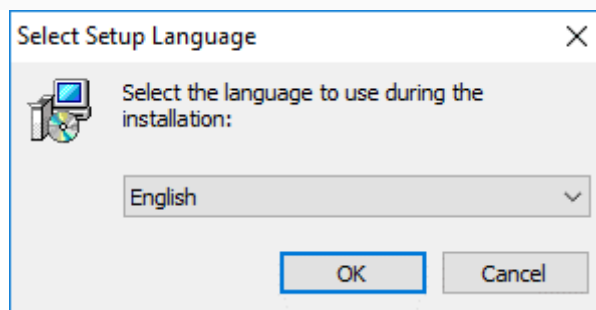 Select Setup Language
Select the language to use during the
installation:
English
OK
Cancel